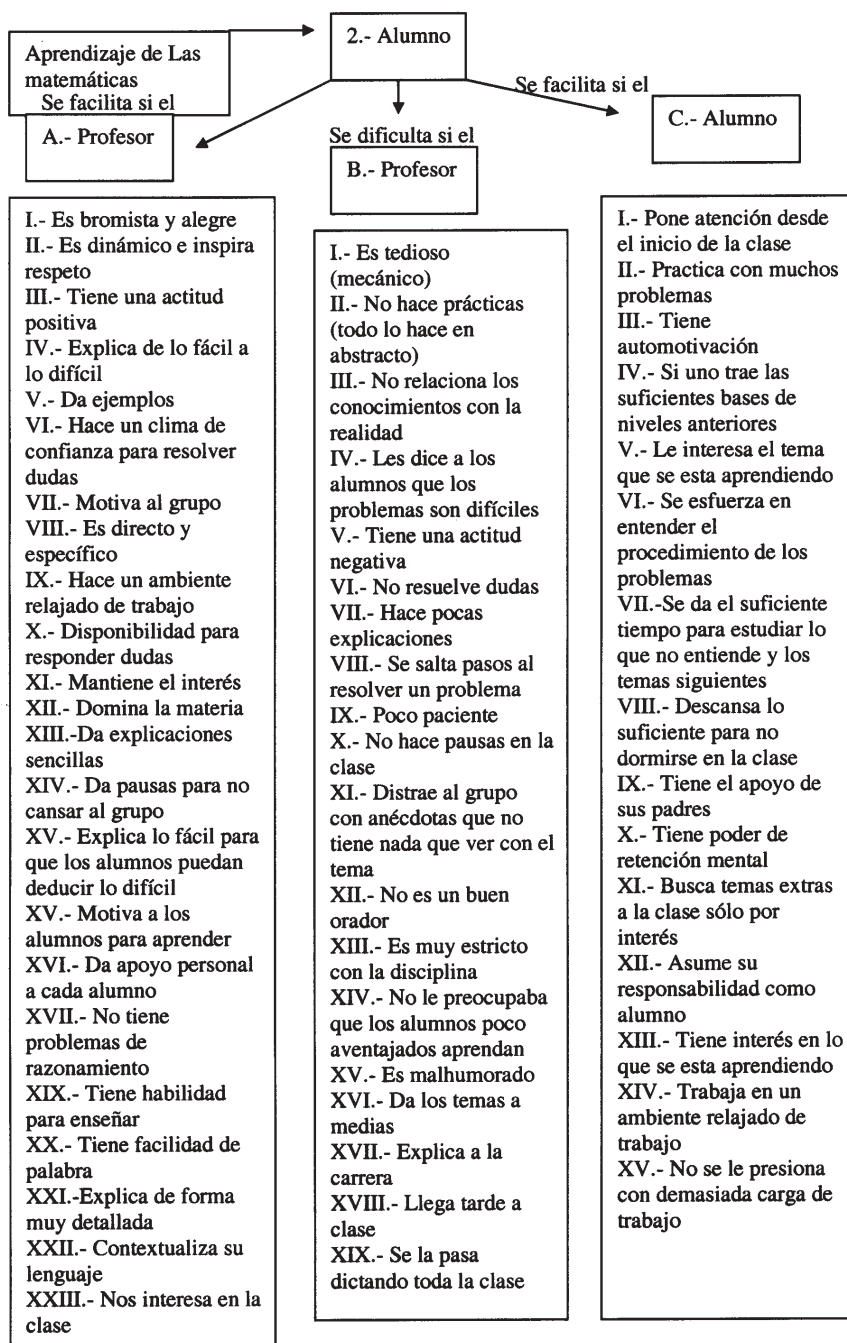 Aprendizaje de Las
matemáticas
Se facilita si el
A.- Profesor
2.- Alumno
Se dificulta si el
B.- Profesor
Se facilita si el
C.- Alumno
I.- Es bromista y alegre
II.- Es dinámico e inspira
respeto
III.- Tiene una actitud
positiva
IV.- Explica de lo fácil a
lo difícil
V.- Da ejemplos
VI.- Hace un clima de
confianza para resolver
dudas
VII.- Motiva al grupo
VIII.- Es directo y
específico
IX.- Hace un ambiente
relajado de trabajo
X.- Disponibilidad para
responder dudas
XI.- Mantiene el interés
XII.- Domina la materia
XIII.-Da explicaciones
sencillas
XIV.- Da pausas para no
cansar al grupo
XV.- Explica lo fácil para
que los alumnos puedan
deducir lo difícil
XV.- Motiva a los
alumnos para aprender
XVI.- Da apoyo personal
a cada alumno
XVII.- No tiene
problemas de
razonamiento
XIX.- Tiene habilidad
para enseñar
XX.- Tiene facilidad de
palabra
XXI.-Explica de forma
muy detallada
XXII.- Contextualiza su
lenguaje
XXIII.- Nos interesa en la
clase
I.- Es tedioso
(mecánico)
II.- No hace prácticas
(todo lo hace en
abstracto)
III.- No relaciona los
conocimientos con la
realidad
IV.- Les dice a los
alumnos que los
problemas son difíciles
V.- Tiene una actitud
negativa
VI.- No resuelve dudas
VII.- Hace pocas
explicaciones
VIII.- Se salta pasos al
resolver un problema
IX.- Poco paciente
X.- No hace pausas en la
clase
XI.- Distrae al grupo
con anécdotas que no
tiene nada que ver con el
tema
XII.- No es un buen
orador
XIII.- Es muy estricto
con la disciplina
XIV.- No le preocupaba
que los alumnos poco
aventajados aprendan
XV.- Es malhumorado
XVI.- Da los temas a
medias
XVII.- Explica a la
carrera
XVIII.- Llega tarde a
clase
XIX.- Se la pasa
dictando toda la clase
I.- Pone atención desde
el inicio de la clase
II.- Practica con muchos
problemas
III.- Tiene
automotivación
IV.- Si uno trae las
suficientes bases de
niveles anteriores
V.- Le interesa el tema
que se esta aprendiendo
VI.- Se esfuerza en
entender el
procedimiento de los
problemas
VII.-Se da el suficiente
tiempo para estudiar lo
que no entiende y los
temas siguientes
VIII.- Descansa lo
suficiente para no
dormirse en la clase
IX.- Tiene el apoyo de
sus padres
X.- Tiene poder de
retención mental
XI.- Busca temas extras
a la clase sólo por
interés
XII.- Asume su
responsabilidad como
alumno
XIII.- Tiene interés en lo
que se esta aprendiendo
XIV.- Trabaja en un
ambiente relajado de
trabajo
XV.- No se le presiona
con demasiada carga de
trabajo